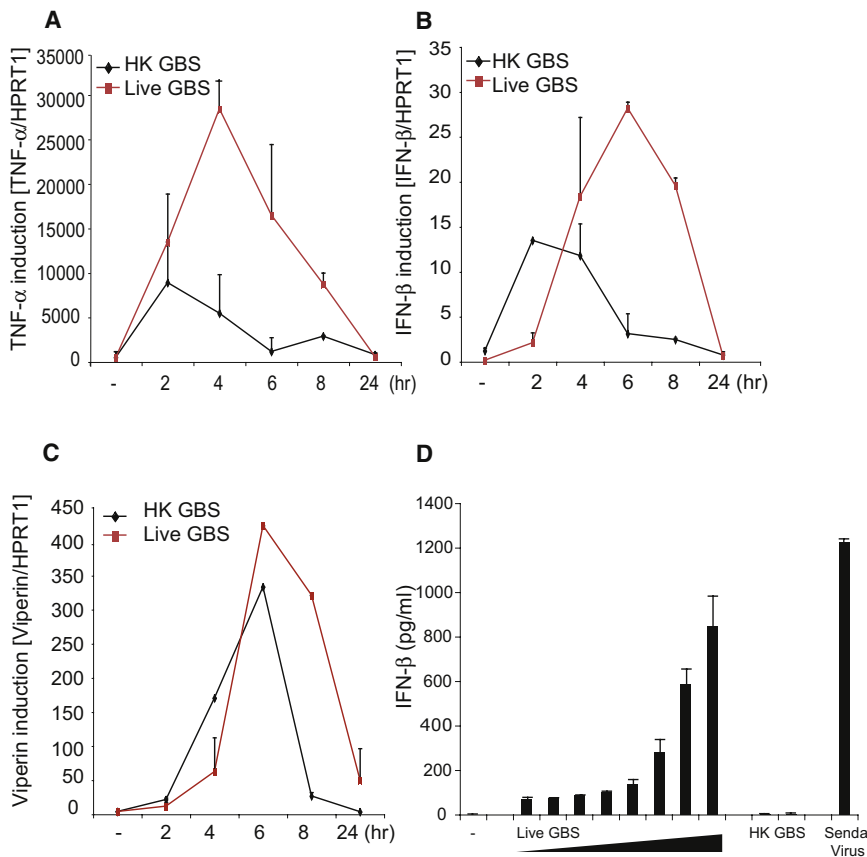 A
TNF-α induction [TNF-α/HPRT1]
35000
30000
25000
20000
15000
10000
5000
0
HK GBS
Live GBS
- 2 4 6 8 24 (hr)
B
IFN-β induction [IFN-β/HPRT1]
35
30
25
20
15
10
5
0
HK GBS
Live GBS
- 2 4 6 8 24 (hr)
C
Viperin induction [Viperin/HPRT1]
450
400
350
300
250
200
150
100
50
0
HK GBS
Live GBS
- 2 4 6 8 24 (hr)
D
IFN-β (pg/ml)
1400
1200
1000
800
600
400
200
0
- Live GBS HK GBS Senda
Virus